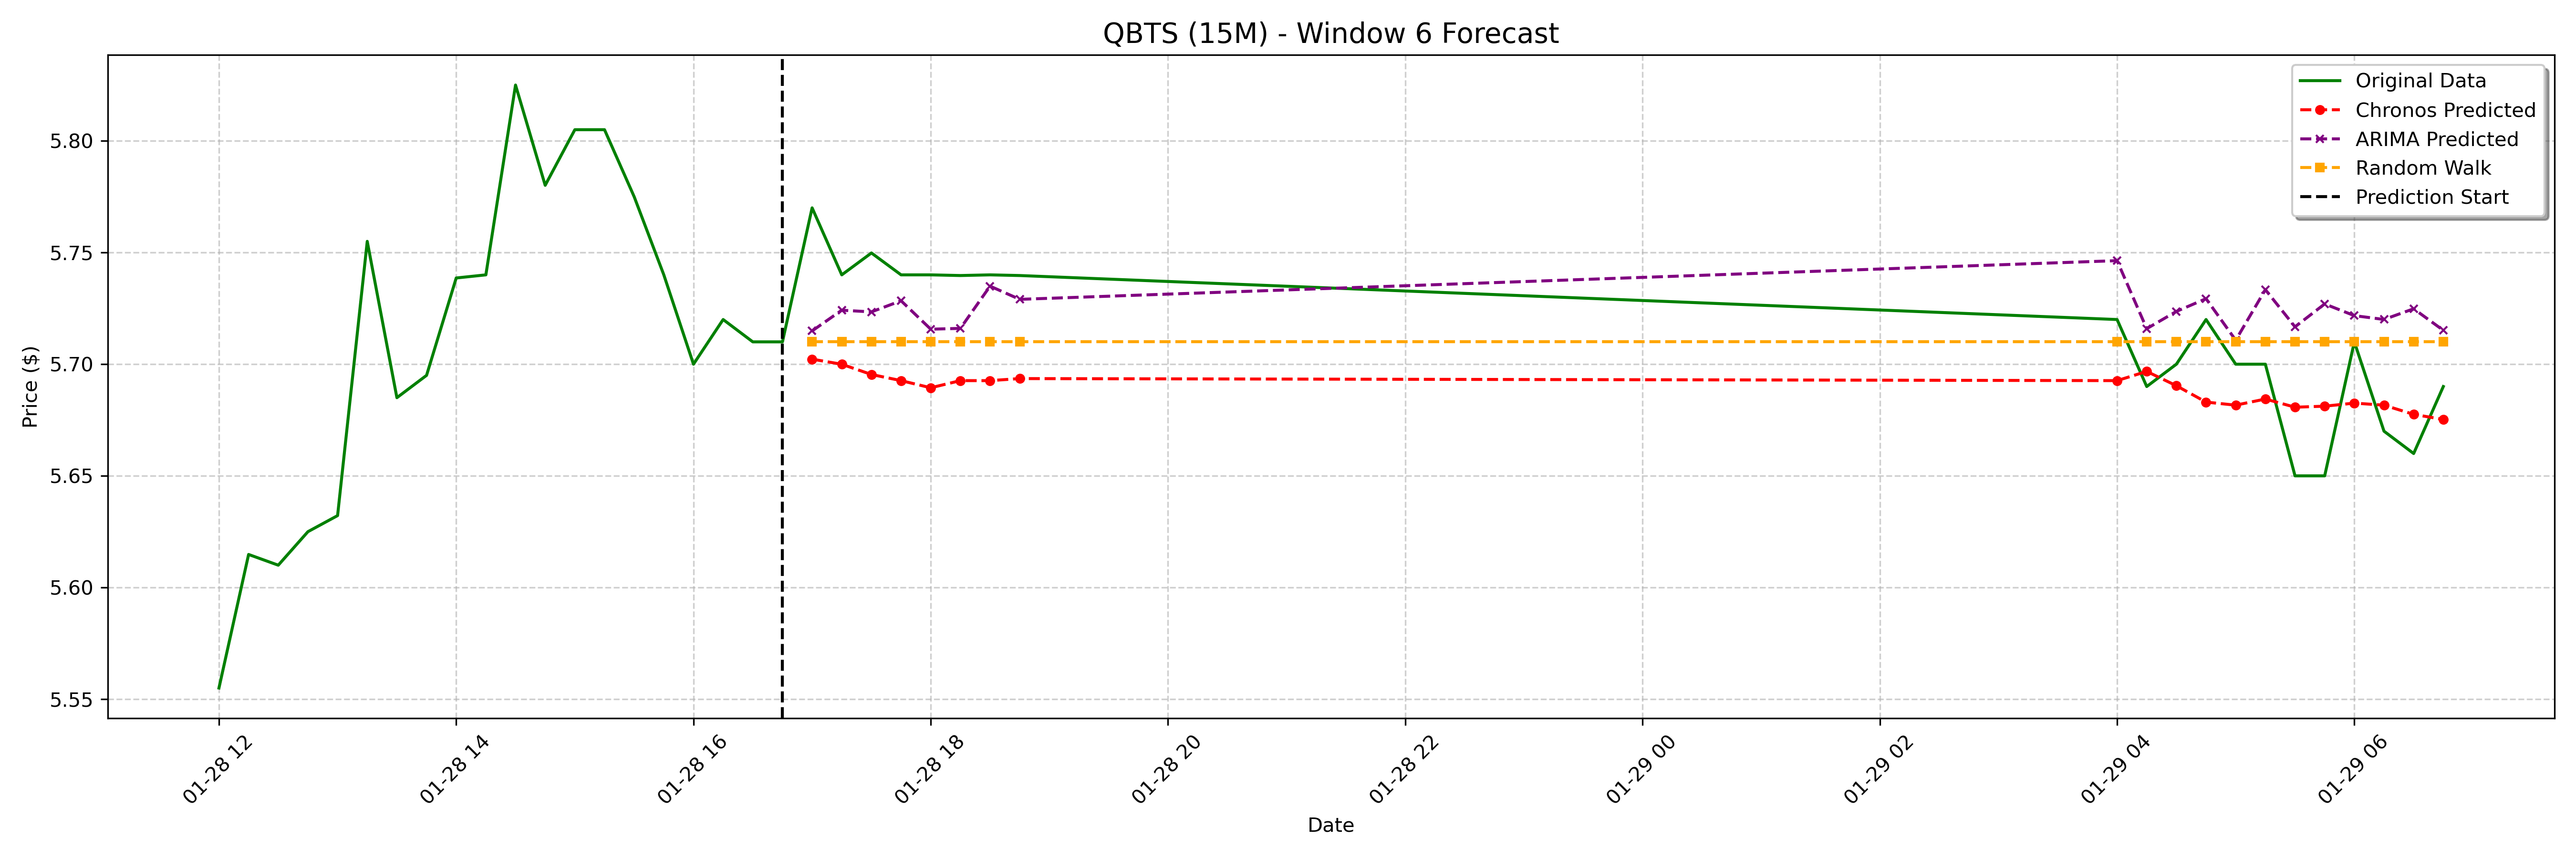 QBTS (15M) - Window 6 Forecast
Original Data
Chronos Predicted
ARIMA Predicted
Random Walk
Prediction Start
Price ($)
5.80
5.75
5.70
5.65
5.60
5.55
01-28 12
01-28 14
01-28 16
01-28 18
01-28 20
01-28 22
01-29 00
01-29 02
01-29 04
01-29 06
Date